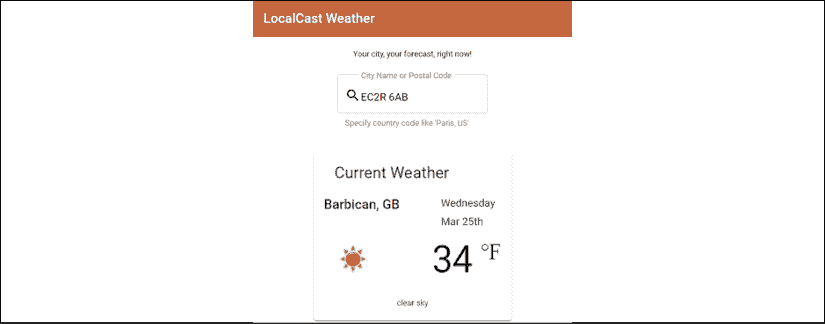 LocalCast Weather
Your city, your forecast, right now!
City Name or Postal Code
EC2R 6AB
Specify country code like 'Paris, US'
Current Weather
Barbican, GB
Wednesday
Mar 25th
34 °F
clear sky